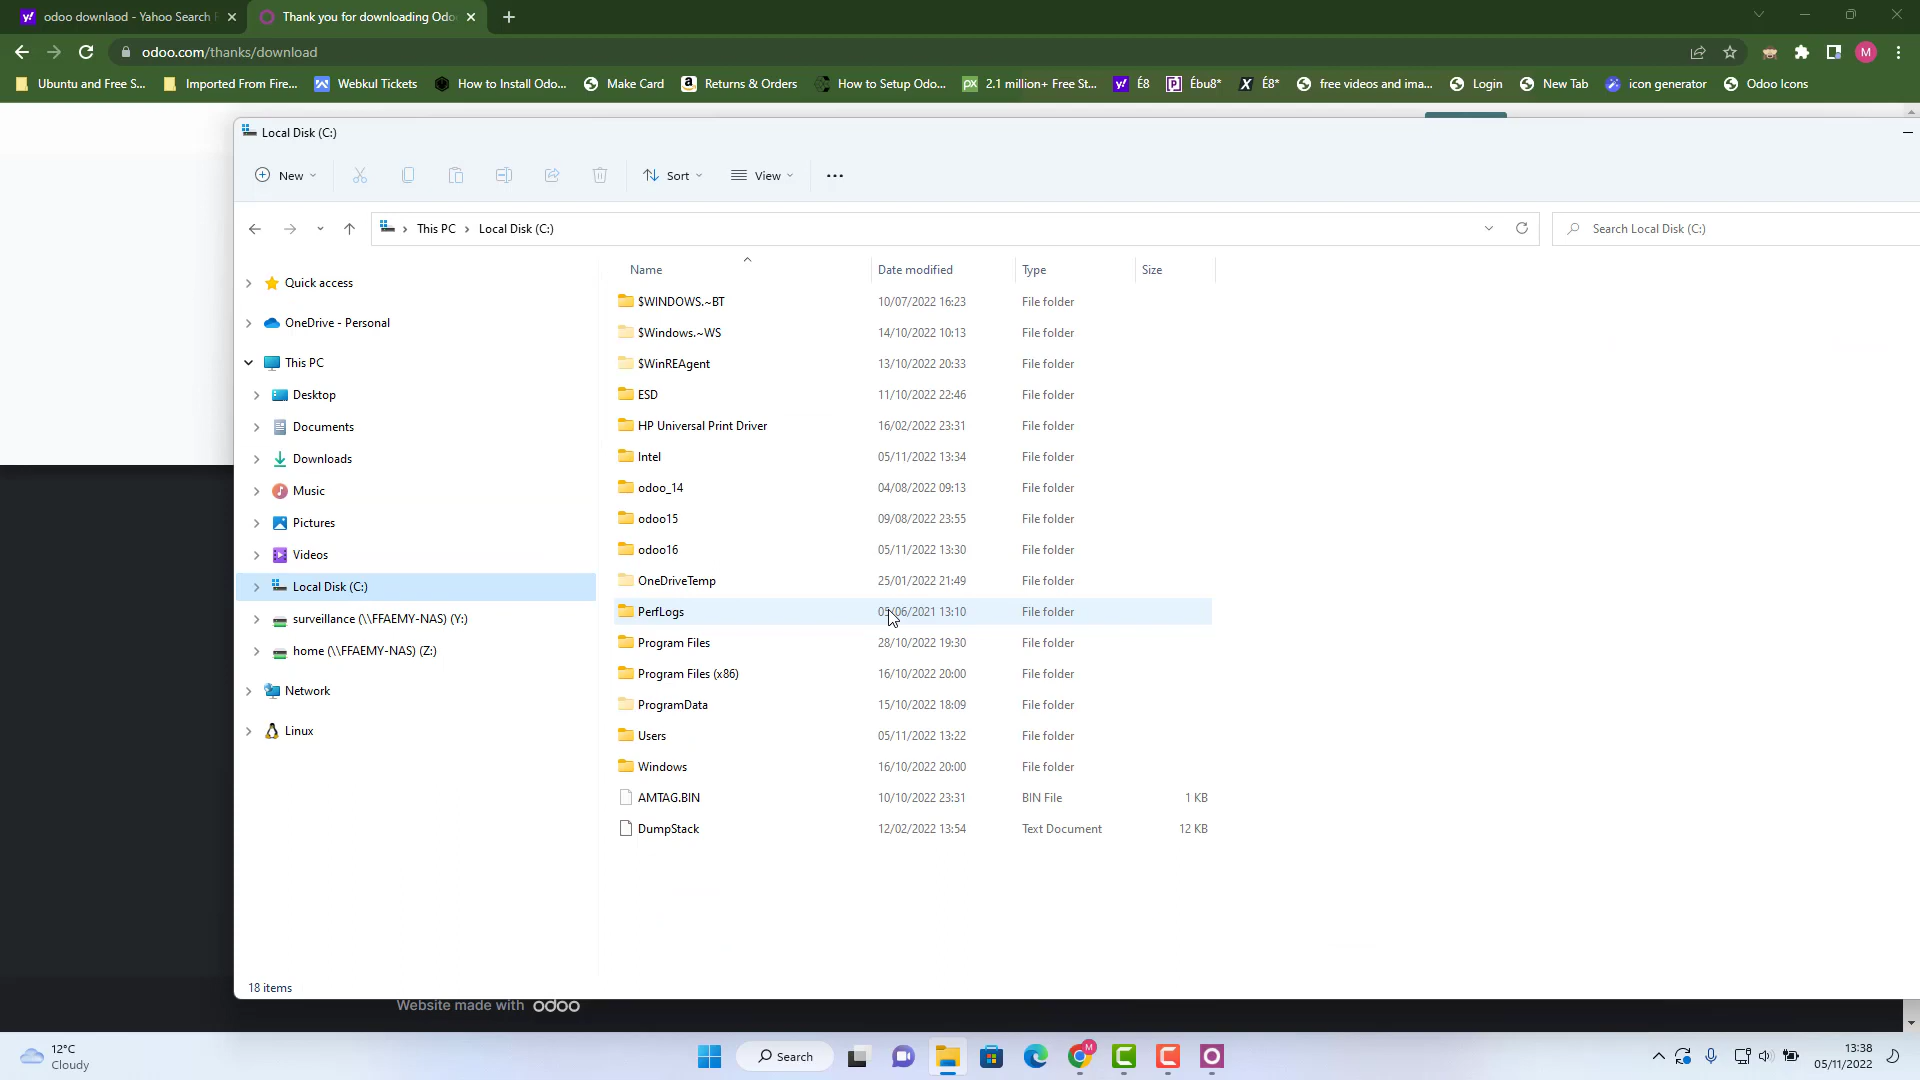 odoo downlaod - Yahoo Search R
Thank you for downloading Odoo
odoo.com/thanks/download
M
Ubuntu and Free S...
Imported From Fire...
Webkul Tickets
How to Install Odo...
Make Card
Returns & Orders
How to Setup Odo...
2.1 million+ Free St...
É8
Ébu8*
É8*
free videos and ima...
Login
New Tab
icon generator
Odoo Icons
Local Disk (C:)
New
Sort
View
This PC
Local Disk (C:)
Search Local Disk (C:)
Quick access
OneDrive - Personal
This PC
Desktop
Documents
Downloads
Music
Pictures
Videos
Local Disk (C:)
surveillance (\\FFAEMY-NAS) (Y:)
home (\\FFAEMY-NAS) (Z:)
Network
Linux
Name Date modified Type Size
$WINDOWS.~BT 10/07/2022 16:23 File folder
$Windows.~WS 14/10/2022 10:13 File folder
$WinREAgent 13/10/2022 20:33 File folder
ESD 11/10/2022 22:46 File folder
HP Universal Print Driver 16/02/2022 23:31 File folder
Intel 05/11/2022 13:34 File folder
odoo_14 04/08/2022 09:13 File folder
odoo15 09/08/2022 23:55 File folder
odoo16 05/11/2022 13:30 File folder
OneDriveTemp 25/01/2022 21:49 File folder
PerfLogs 05/06/2021 13:10 File folder
Program Files 28/10/2022 19:30 File folder
Program Files (x86) 16/10/2022 20:00 File folder
ProgramData 15/10/2022 18:09 File folder
Users 05/11/2022 13:22 File folder
Windows 16/10/2022 20:00 File folder
AMTAG.BIN 10/10/2022 23:31 BIN File 1 KB
DumpStack 12/02/2022 13:54 Text Document 12 KB
18 items
Website made with odoo
12°C
Cloudy
Search
M
13:38
05/11/2022